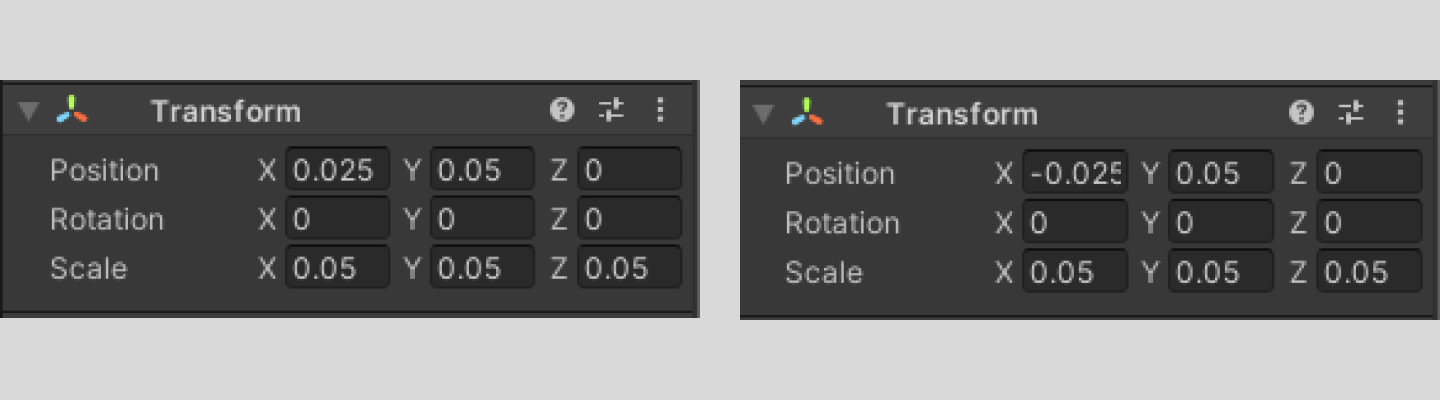 Transform
Position X 0.025 Y 0.05 Z 0
Rotation X 0 Y 0 Z 0
Scale X 0.05 Y 0.05 Z 0.05
Transform
Position X -0.025 Y 0.05 Z 0
Rotation X 0 Y 0 Z 0
Scale X 0.05 Y 0.05 Z 0.05